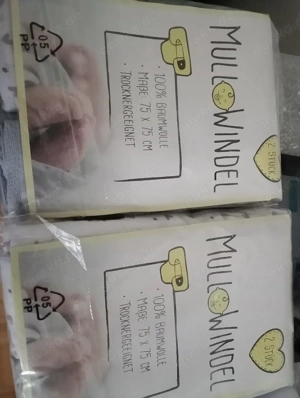 MULLWINDEL
2 STÜCK
· 100% BAUMWOLLE
· MAßE 75 X 75 CM
· TROCKNERGEEIGNET
05
PP
MULLWINDEL
2 STÜCK
· 100% BAUMWOLLE
· MAßE 75 X 75 CM
· TROCKNERGEEIGNET
05
PP